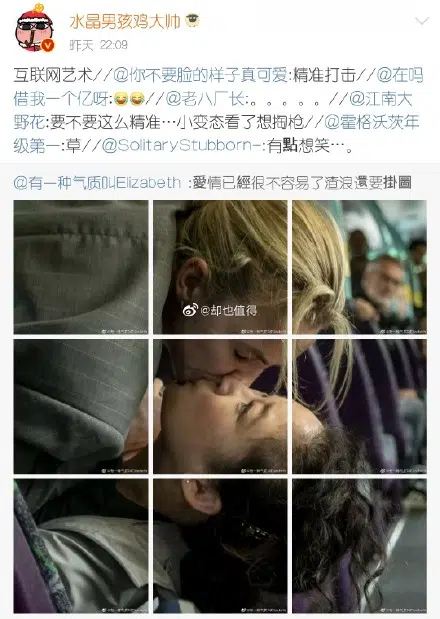 水晶男孩鸡大帅
昨天 22:09
互联网艺术//@你不要脸的样子真可爱:精准打击//@在吗
借我一个亿呀:😂😂//@老八厂长:。。。。。//@江南大
野花:要不要这么精准…小变态看了想掏枪//@霍格沃茨年
级第一:草//@SolitaryStubborn-:有點想笑…。
@有一种气质叫Elizabeth :愛情已經很不容易了渣浪還要掛圖
@却也值得